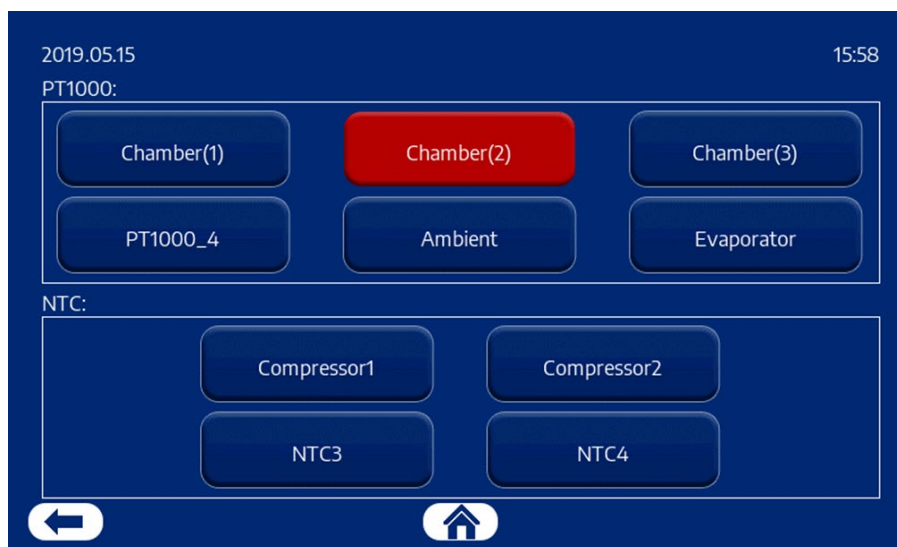 2019.05.15 15:58
PT1000:
Chamber(1) Chamber(2) Chamber(3)
PT1000_4 Ambient Evaporator
NTC:
Compressor1 Compressor2
NTC3 NTC4